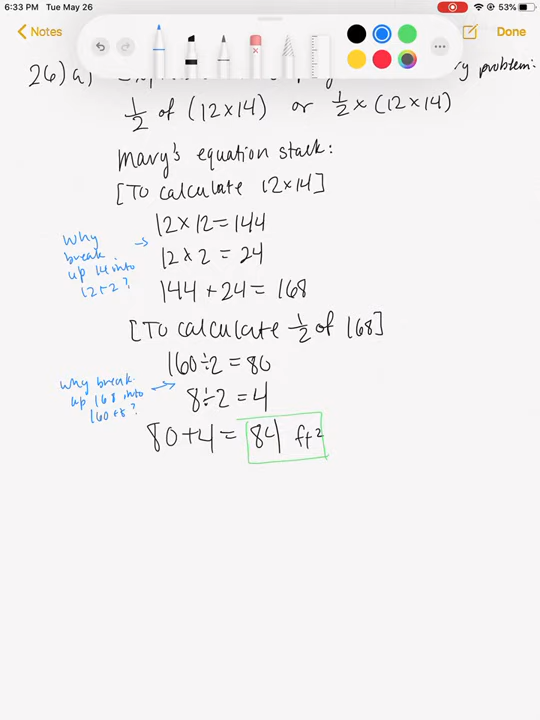 6:33 PM Tue May 26
53%
Notes
Done
26) a)
problem:
1/2 of (12×14) or 1/2 × (12×14)
Mary's equation stack:
[To calculate 12×14]
12×12=144
12×2=24
144+24=168
Why
break
up 14 into
12+2?
[To calculate 1/2 of 168]
160÷2=80
8÷2=4
80+4=84 ft²
why break
up 168 into
160+8?